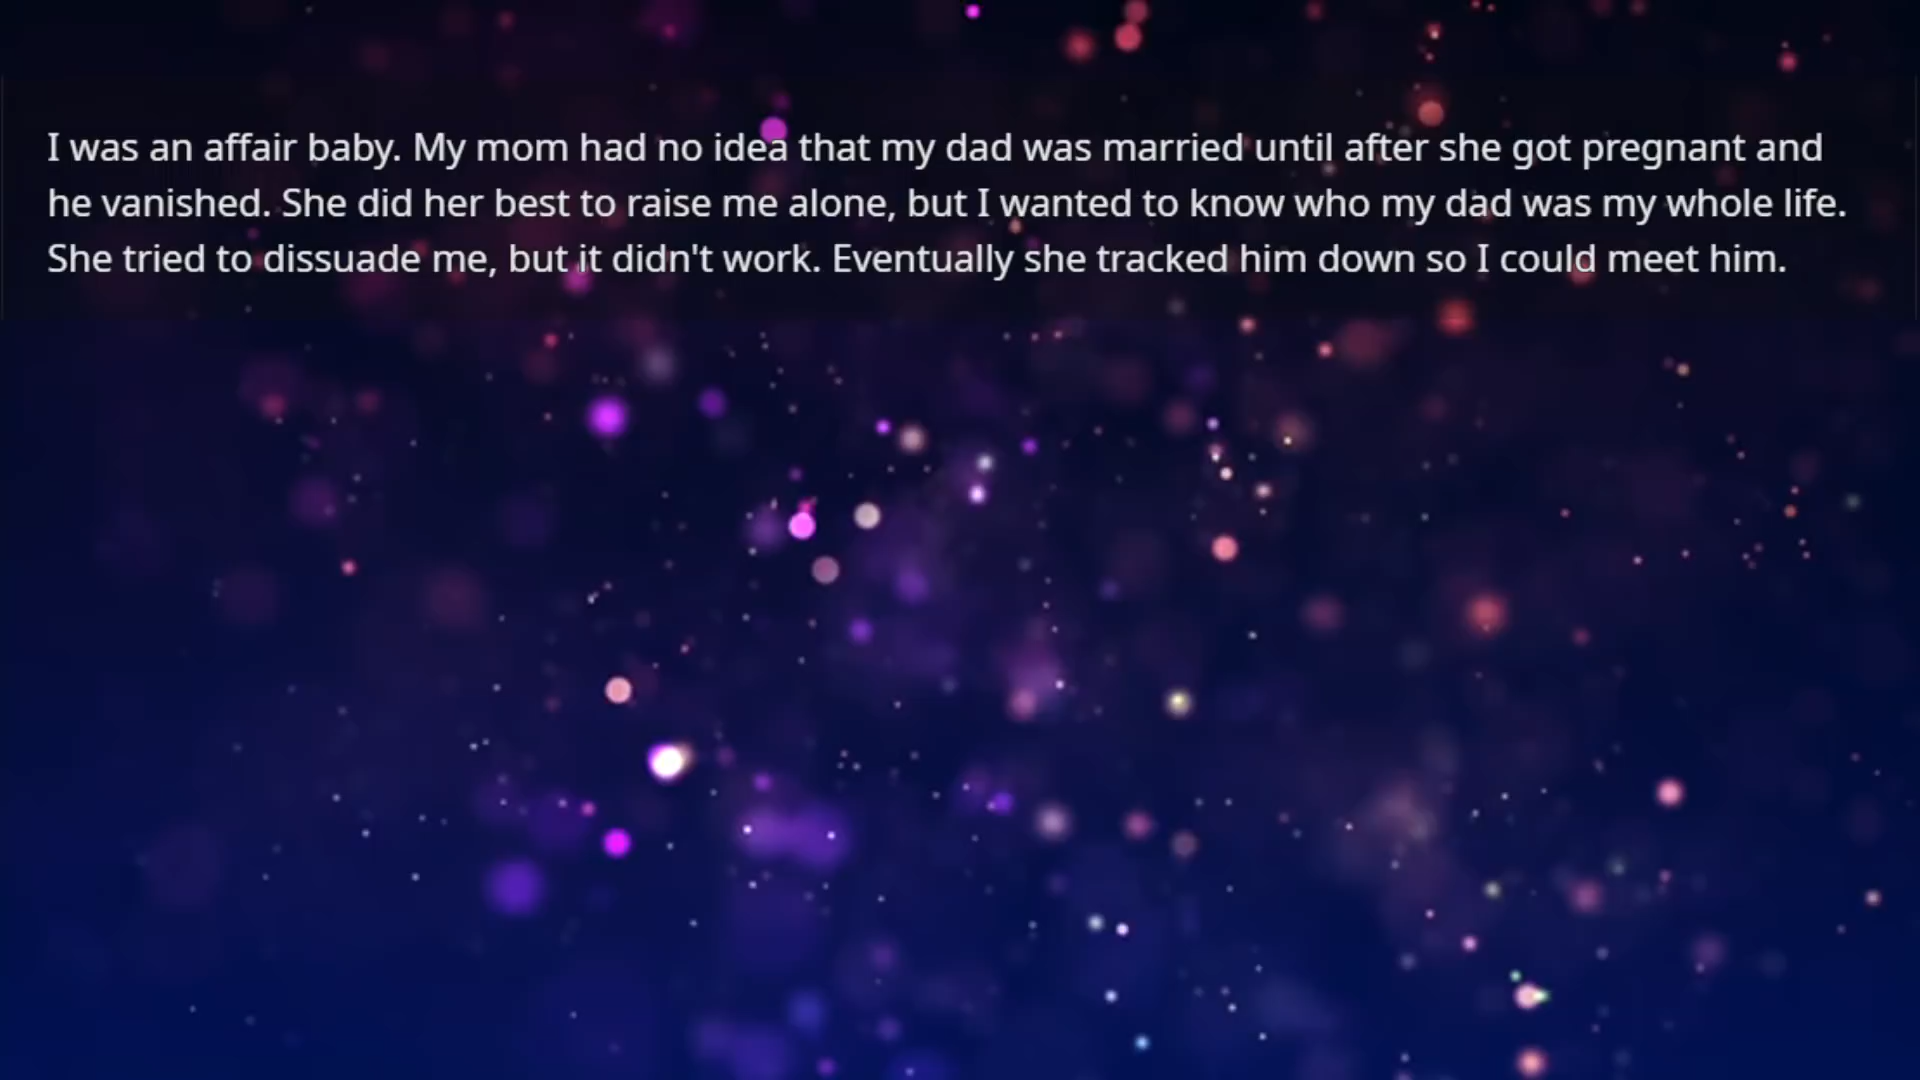 I was an affair baby. My mom had no idea that my dad was married until after she got pregnant and
he vanished. She did her best to raise me alone, but I wanted to know who my dad was my whole life.
She tried to dissuade me, but it didn't work. Eventually she tracked him down so I could meet him.